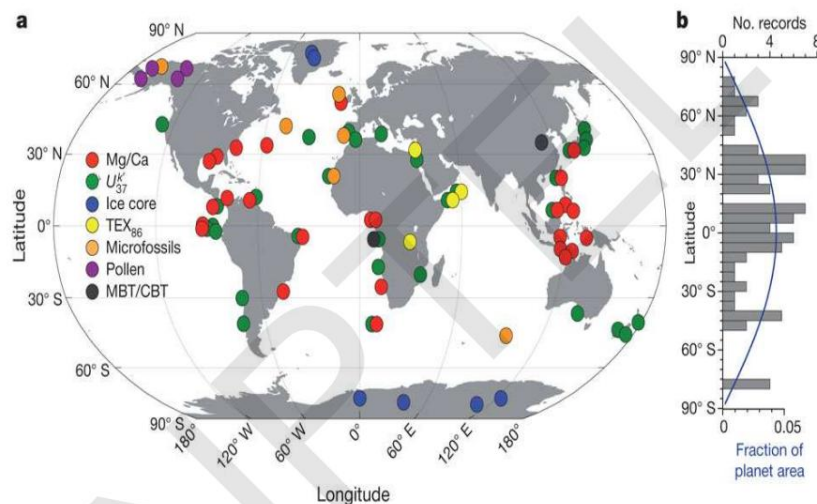 a
b
No. records
0 4 8
90° N
60° N
30° N
0°
30° S
60° S
90° S
Latitude
Mg/Ca
U37^k'
Ice core
TEX86
Microfossils
Pollen
MBT/CBT
180°
120° W
60° W
0°
60° E
120° E
180°
Longitude
90° N
60° N
30° N
0°
30° S
60° S
90° S
Latitude
0 0.05
Fraction of
planet area
NPTEL